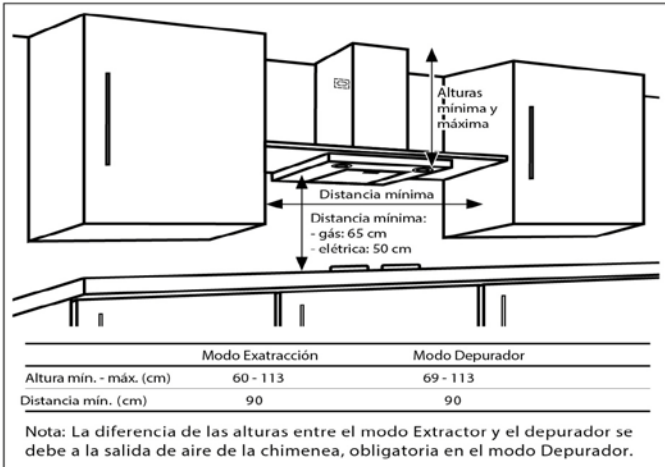 Alturas
mínima y
máxima
Distancia mínima
Distancia mínima:
- gás: 65 cm
- elétrica: 50 cm
Modo Exatracción Modo Depurador
Altura mín. - máx. (cm) 60 - 113 69 - 113
Distancia mín. (cm) 90 90
Nota: La diferencia de las alturas entre el modo Extractor y el depurador se
debe a la salida de aire de la chimenea, obligatoria en el modo Depurador.